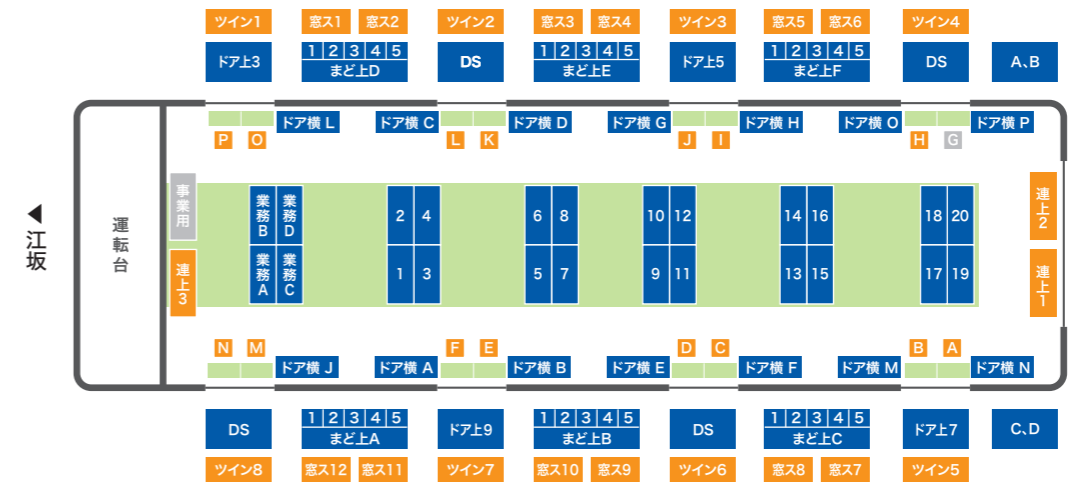 ツイン1 窓ス1 窓ス2 ツイン2 窓ス3 窓ス4 ツイン3 窓ス5 窓ス6 ツイン4
ドア上3 1 2 3 4 5 DS 1 2 3 4 5 ドア上5 1 2 3 4 5 DS A、B
まど上D まど上E まど上F
ドア横 L ドア横 C ドア横 D ドア横 G ドア横 H ドア横 O ドア横 P
P O L K J I H G
◀江坂
運転台
事業用
連上3
業務B 業務D 2 4 6 8 10 12 14 16 18 20
業務A 業務C 1 3 5 7 9 11 13 15 17 19
連上2
連上1
N M F E D C B A
ドア横 J ドア横 A ドア横 B ドア横 E ドア横 F ドア横 M ドア横 N
DS 1 2 3 4 5 ドア上9 1 2 3 4 5 DS 1 2 3 4 5 ドア上7 C、D
まど上A まど上B まど上C
ツイン8 窓ス12 窓ス11 ツイン7 窓ス10 窓ス9 ツイン6 窓ス8 窓ス7 ツイン5